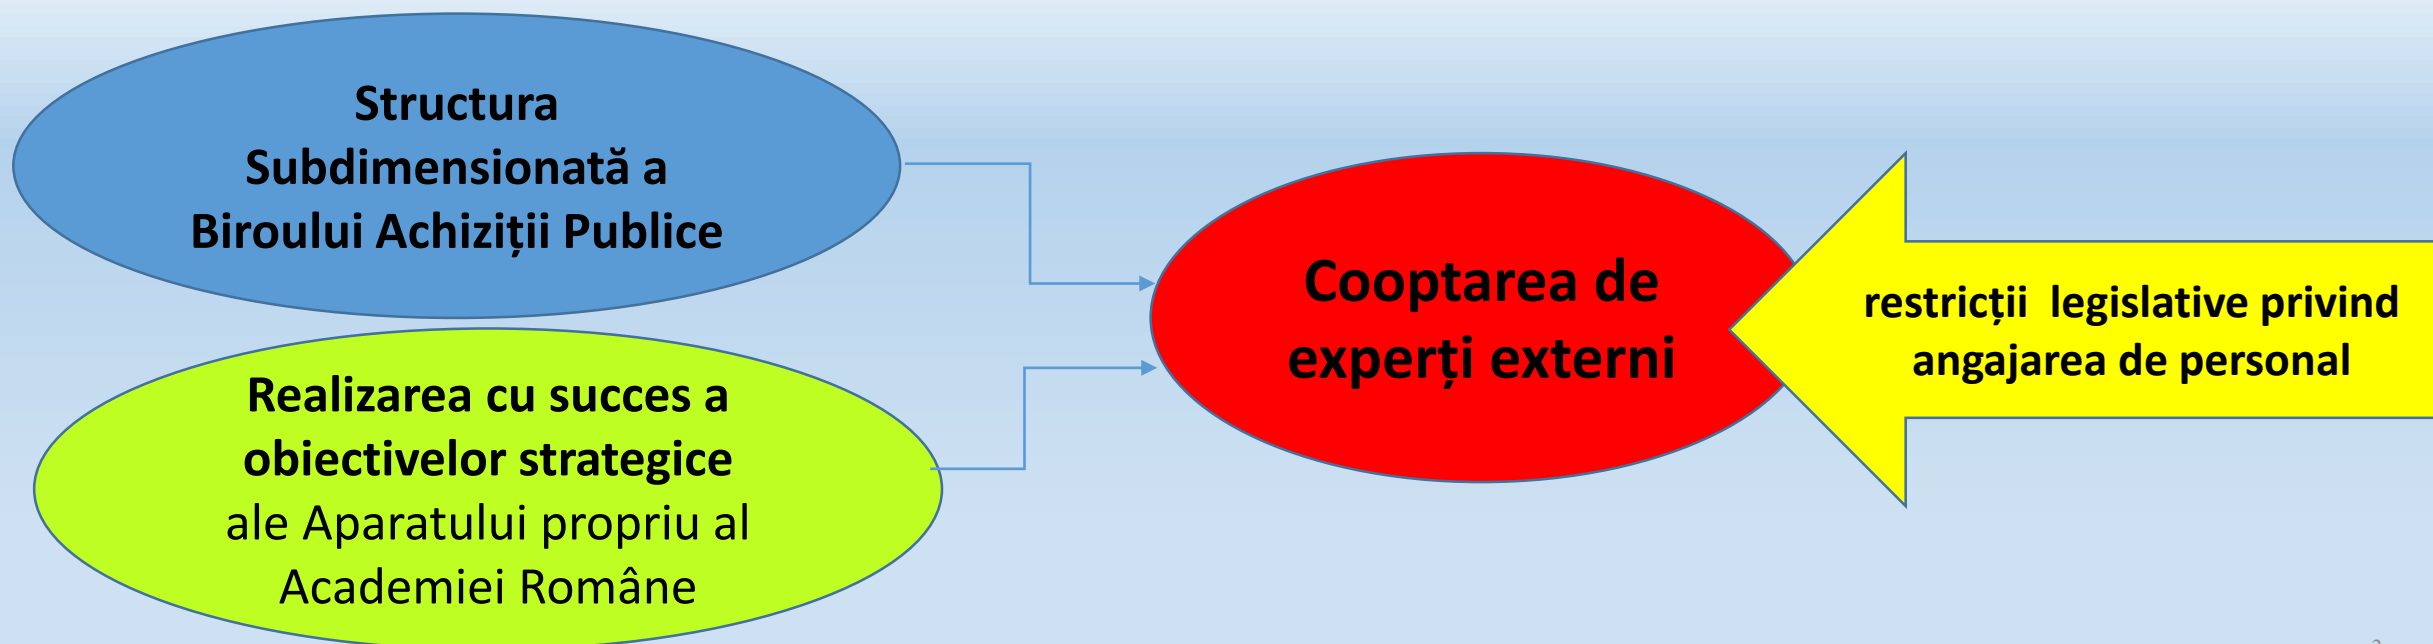 Structura
Subdimensionată a
Biroului Achiziții Publice
Realizarea cu succes a
obiectivelor strategice
ale Aparatului propriu al
Academiei Române
Cooptarea de
experți externi
restricții  legislative privind
angajarea de personal